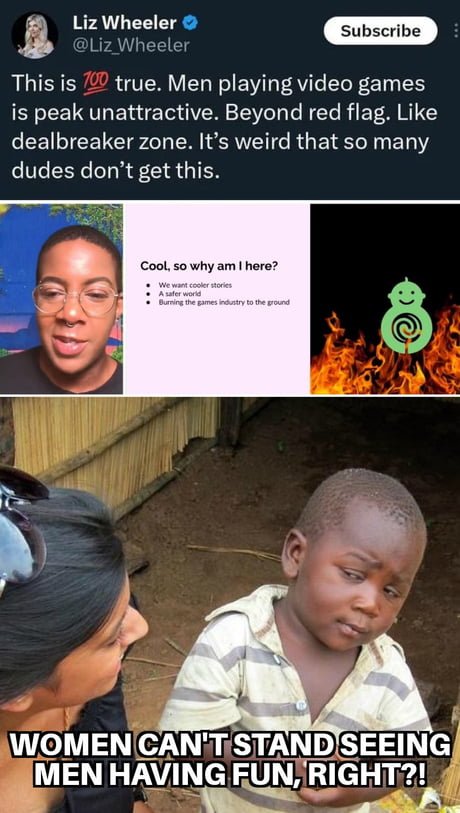 Liz Wheeler
@Liz_Wheeler
Subscribe
This is 💯 true. Men playing video games
is peak unattractive. Beyond red flag. Like
dealbreaker zone. It’s weird that so many
dudes don’t get this.
Cool, so why am I here?
• We want cooler stories
• A safer world
• Burning the games industry to the ground
WOMEN CAN'T STAND SEEING
MEN HAVING FUN, RIGHT?!